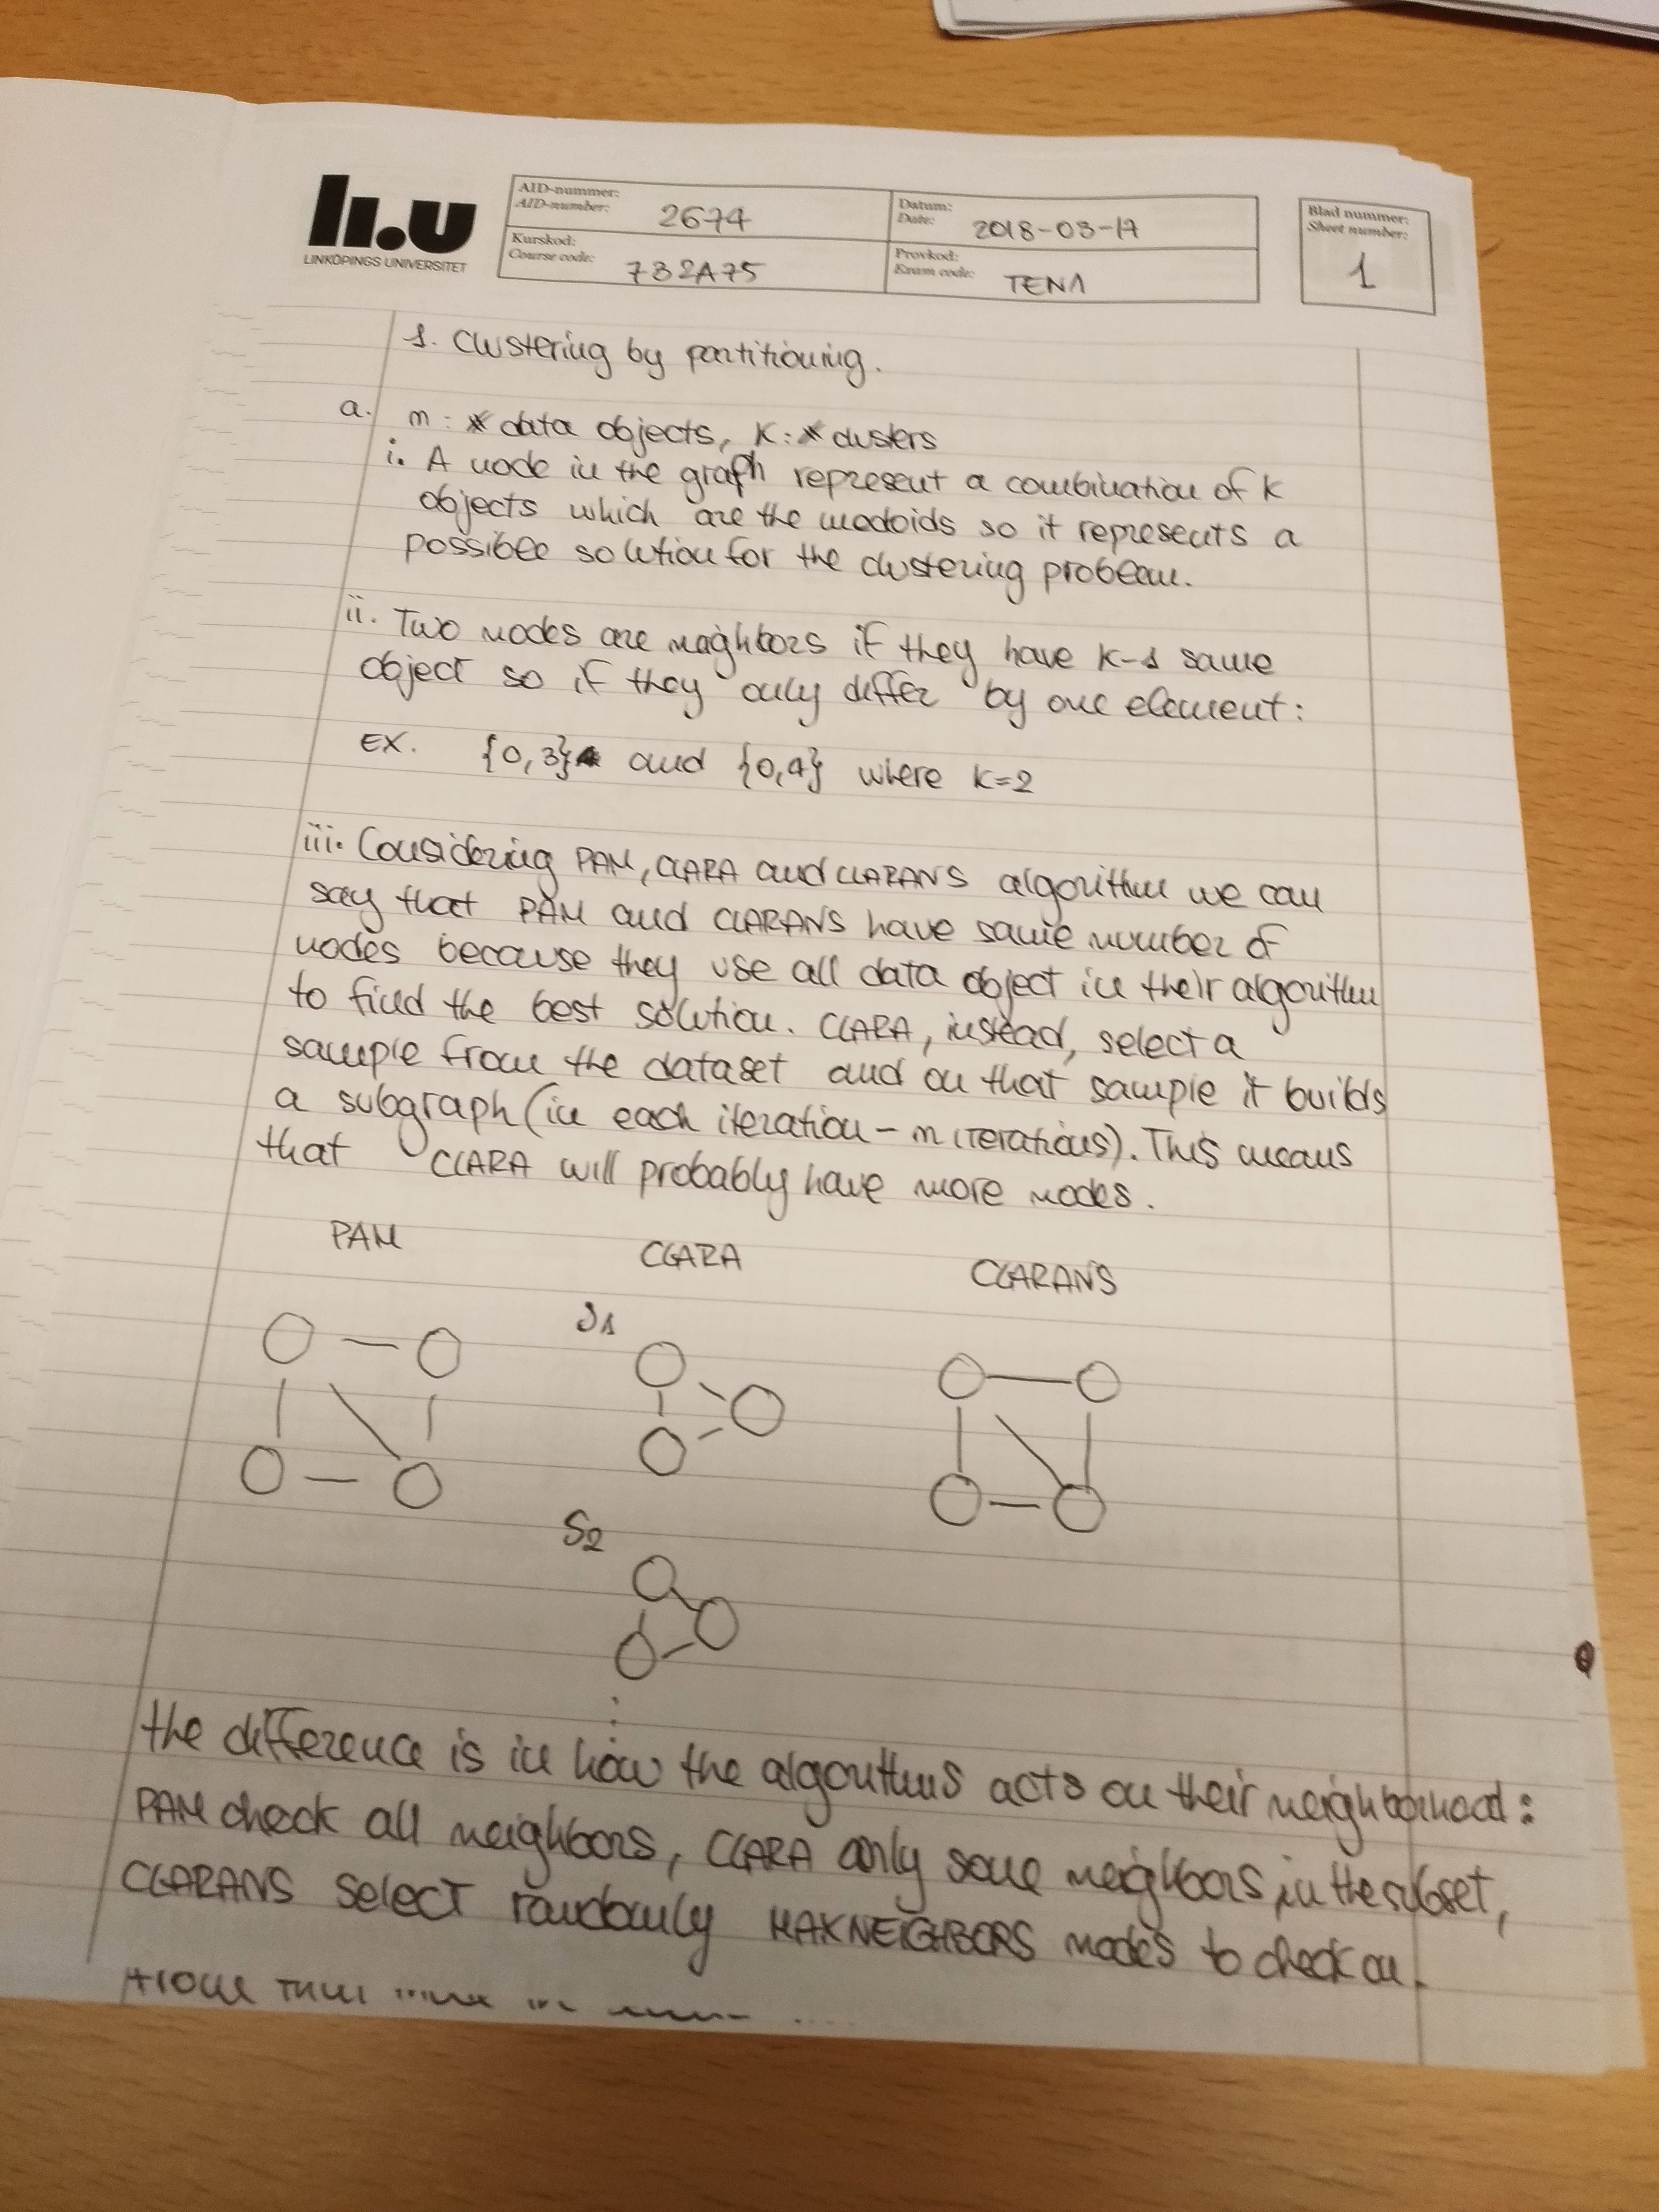 li.u
LINKÖPINGS UNIVERSITET
AID-nummer:
AID-number: 2674
Datum:
Date: 2018-03-17
Kurskod:
Course code: 732A75
Provkod:
Exam code: TEN1
Blad nummer:
Sheet number:
1
1. Clustering by partitioning.
a. n: # data objects, K: # clusters
i. A node in the graph represent a combination of K
objects which are the medoids so it represents a
possible solution for the clustering problem.
ii. Two nodes are neighbors if they have K-1 same
object so if they only differ by one element:
EX. {0,3} and {0,4} where K=2
iii. Considering PAM, CLARA and CLARANS algorithm we can
say that PAM and CLARANS have same number of
nodes because they use all data object in their algorithm
to find the best solution. CLARA, instead, select a
sample from the dataset and on that sample it builds
a subgraph (in each iteration - n iterations). This means
that CLARA will probably have more nodes.
PAM CLARA CLARANS
S1
S2
the difference is in how the algorithms acts on their neighborhood:
PAM check all neighbors, CLARA only some neighbors in the subset,
CLARANS select randomly MAXNEIGHBORS nodes to check on.